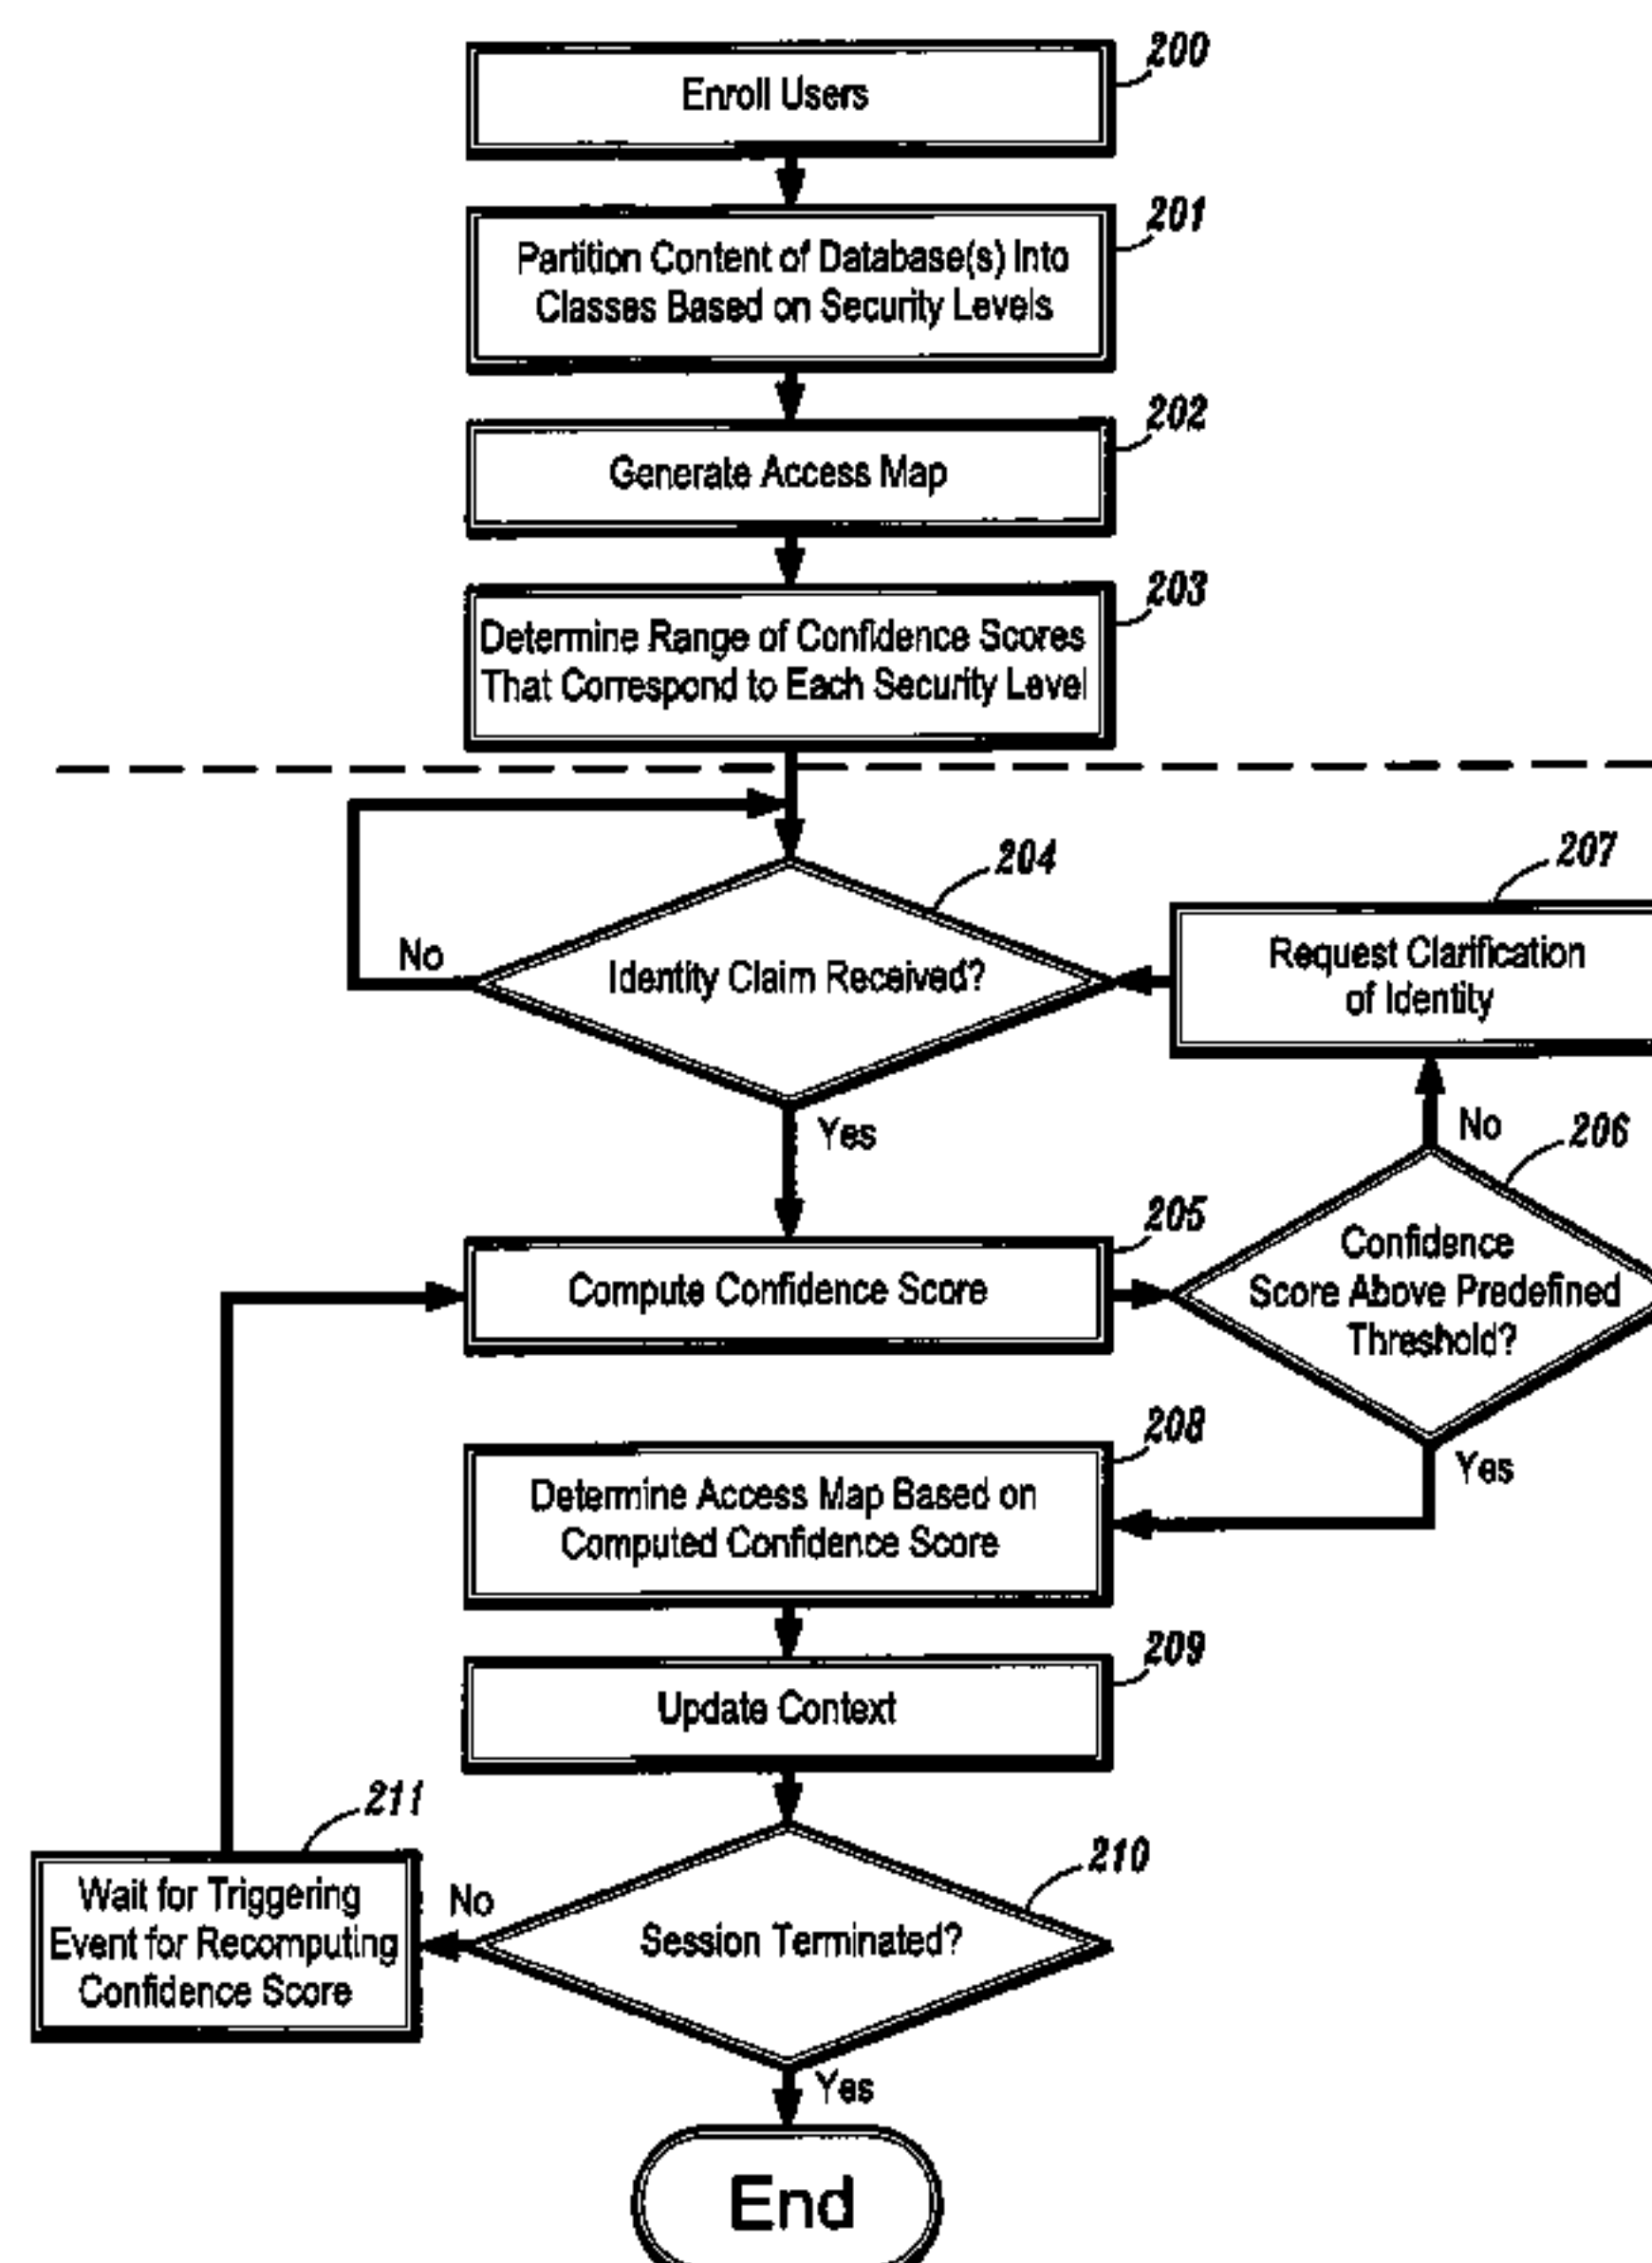 200
Enroll Users
201
Partition Content of Database(s) Into
Classes Based on Security Levels
202
Generate Access Map
203
Determine Range of Confidence Scores
That Correspond to Each Security Level
204
Identity Claim Received?
No
Yes
207
Request Clarification
of Identity
No
206
Confidence
Score Above Predefined
Threshold?
Yes
205
Compute Confidence Score
208
Determine Access Map Based on
Computed Confidence Score
209
Update Context
210
Session Terminated?
No
211
Wait for Triggering
Event for Recomputing
Confidence Score
Yes
End